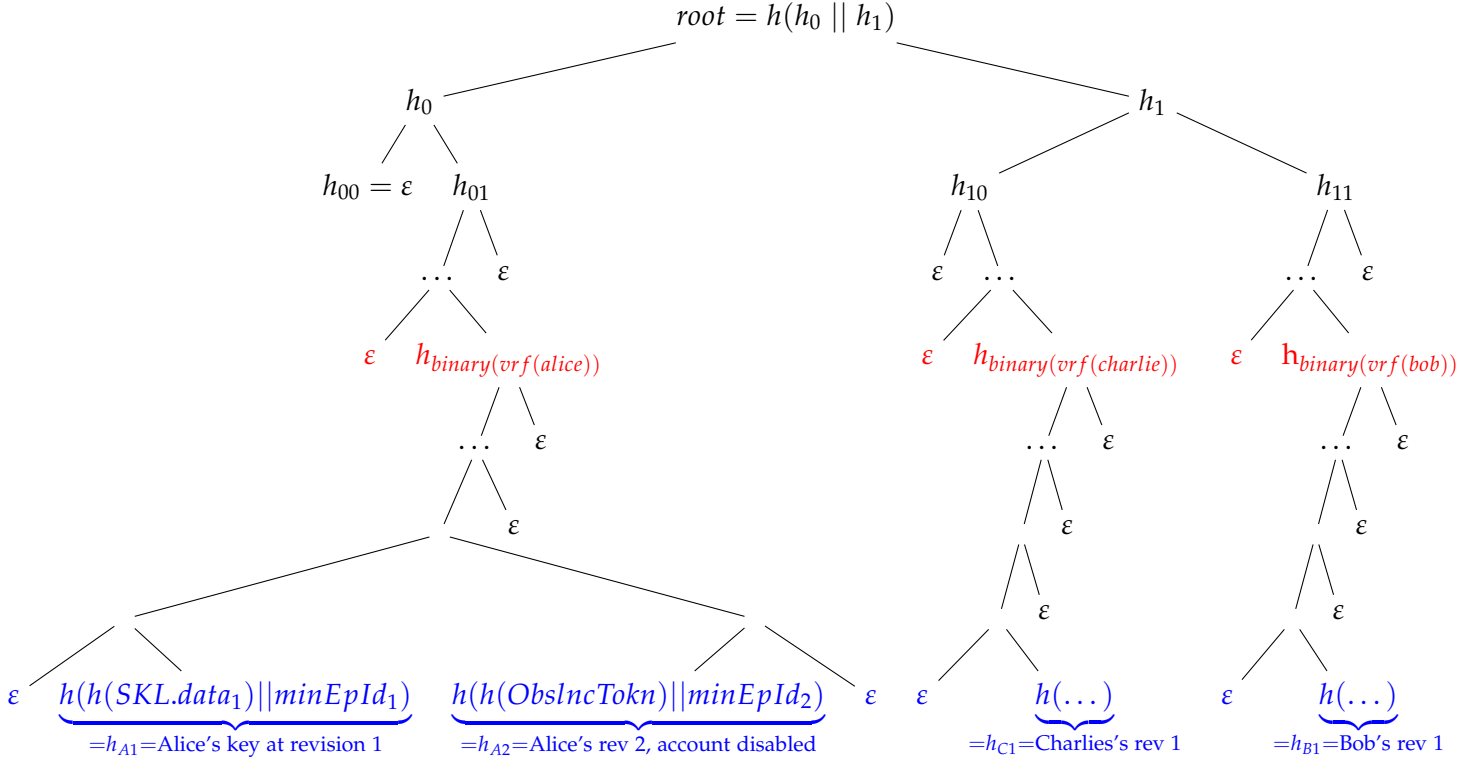 root = h(h0 || h1)
h0 h1
h00 = ε h01 h10 h11
... ε ε ... ... ε
ε hbinary(vrf(alice)) ε hbinary(vrf(charlie)) ε hbinary(vrf(bob))
... ε ... ε ... ε
ε ε ε
ε ε
ε h(h(SKL.data1)||minEpId1) h(h(ObslncTokn)||minEpId2) ε ε h(...) ε h(...)
=hA1=Alice's key at revision 1 =hA2=Alice's rev 2, account disabled =hC1=Charlies's rev 1 =hB1=Bob's rev 1